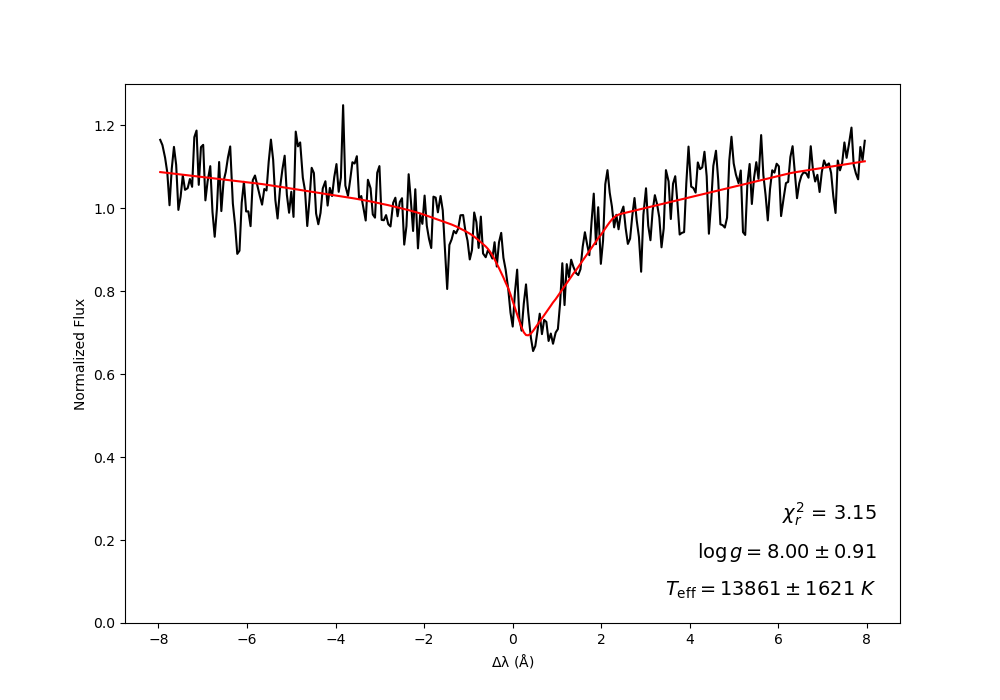 1.2
1.0
0.8
0.6
0.4
0.2
0.0
Normalized Flux
χ²ᵣ = 3.15
log g = 8.00 ± 0.91
T_eff = 13861 ± 1621 K
−8 −6 −4 −2 0 2 4 6 8
Δλ (Å)